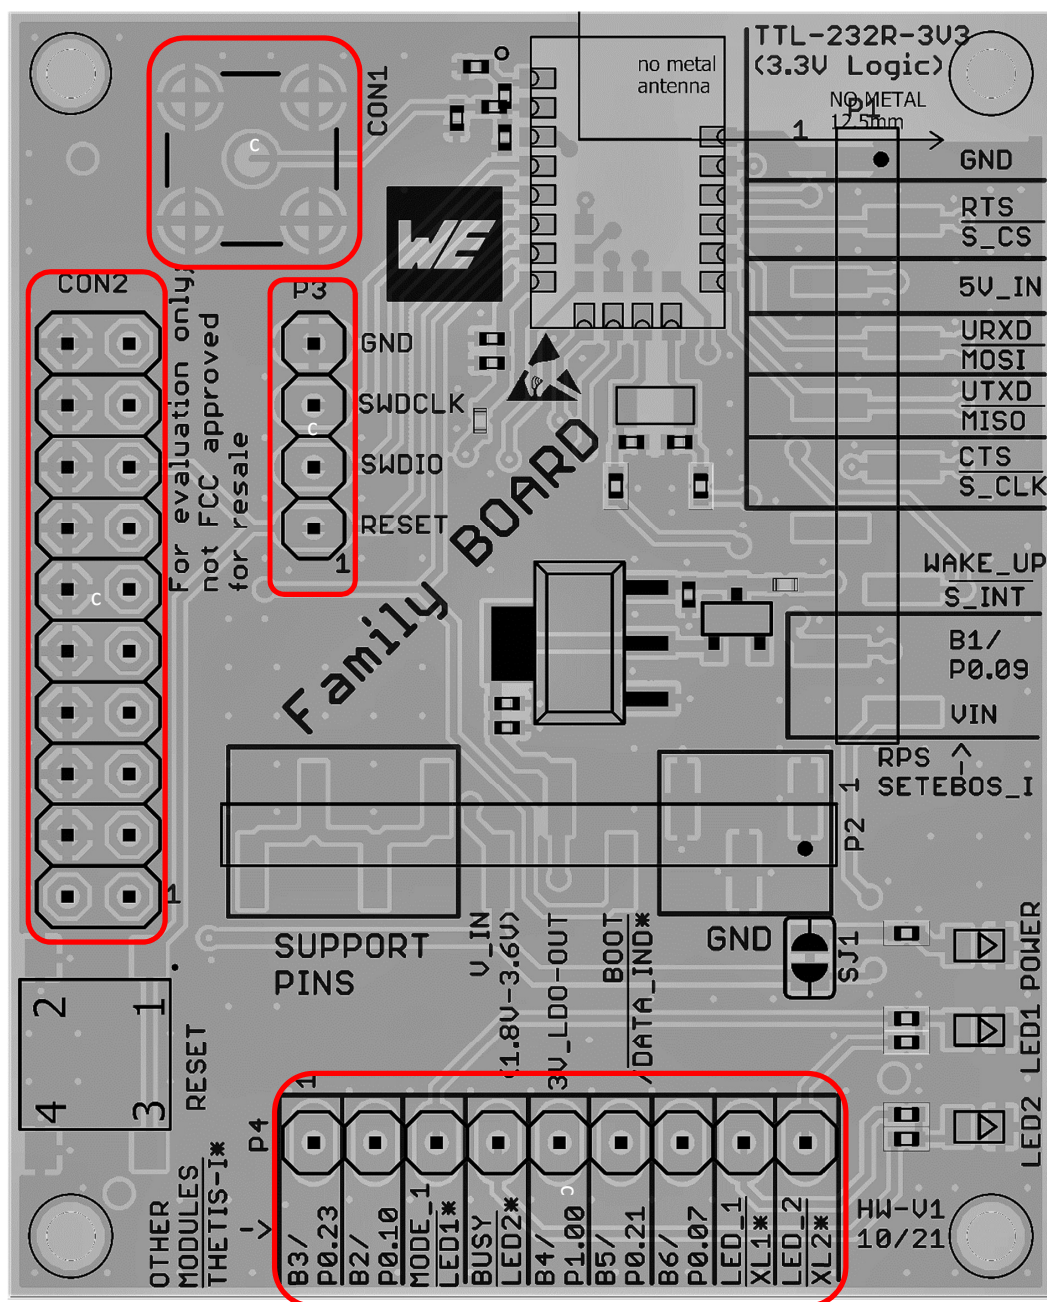 TTL-232R-3V3
(3.3V Logic)
no metal
antenna
NO METAL
12.5mm
P1
1
CON1
c
GND
RTS
S_CS
5V_IN
URXD
MOSI
UTXD
MISO
CTS
S_CLK
WAKE_UP
S_INT
B1/
P0.09
VIN
RPS
SETEBOS_I
WE
CON2
c
1
For evaluation only,
not FCC approved
for resale
P3
GND
SWDCLK
c
SWDIO
RESET
1
Family BOARD
1
P2
SUPPORT
PINS
V_IN
(1.8V-3.6V)
3V_LDO-OUT
BOOT
/DATA_IND*
GND
SJ1
POWER
LED1
LED2
2
1
4
3
RESET
1
P4
c
OTHER
MODULES
THETIS-I*
B3/
P0.23
B2/
P0.10
MODE_1
LED1*
BUSY
LED2*
B4/
P1.00
B5/
P0.21
B6/
P0.07
LED_1
XL1*
LED_2
XL2*
HW-V1
10/21